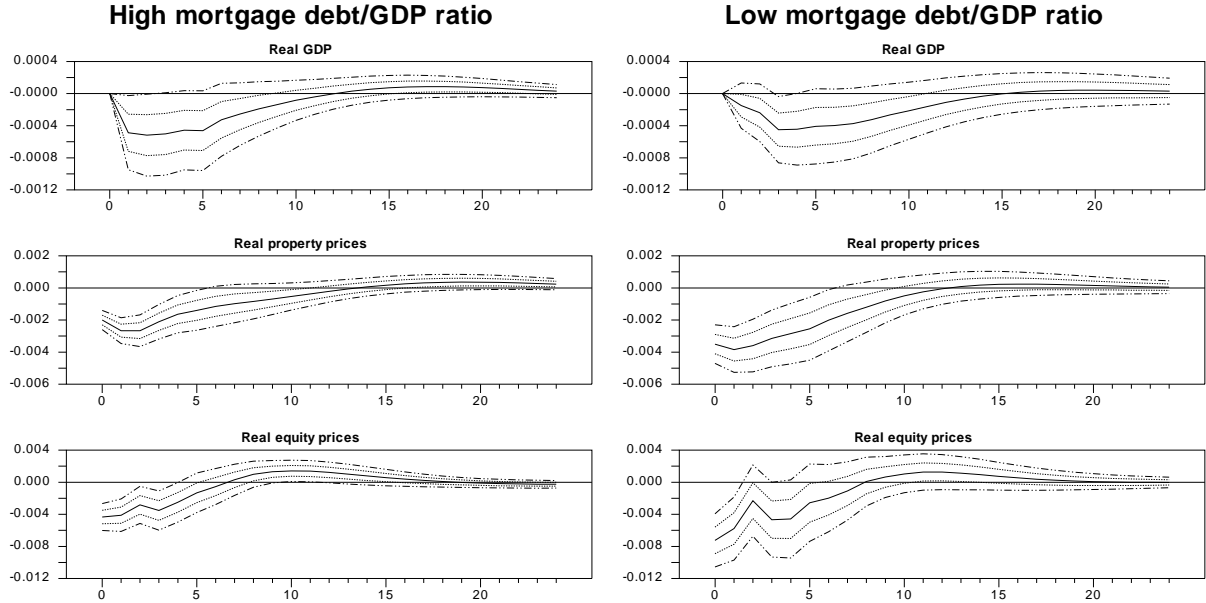 High mortgage debt/GDP ratio
Real GDP
0.0004
-0.0000
-0.0004
-0.0008
-0.0012
0 5 10 15 20
Real property prices
0.002
0.000
-0.002
-0.004
-0.006
0 5 10 15 20
Real equity prices
0.004
0.000
-0.004
-0.008
-0.012
0 5 10 15 20
Low mortgage debt/GDP ratio
Real GDP
0.0004
-0.0000
-0.0004
-0.0008
-0.0012
0 5 10 15 20
Real property prices
0.002
0.000
-0.002
-0.004
-0.006
0 5 10 15 20
Real equity prices
0.004
0.000
-0.004
-0.008
-0.012
0 5 10 15 20